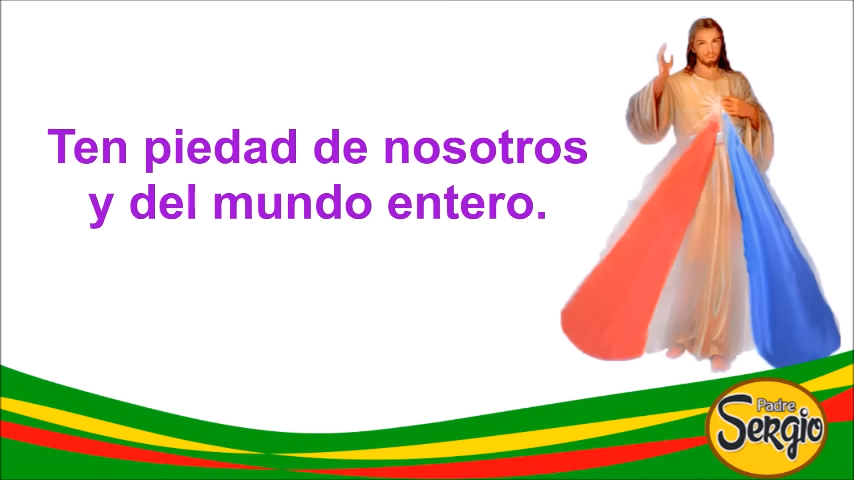 Ten piedad de nosotros
y del mundo entero.
Padre
Sergio